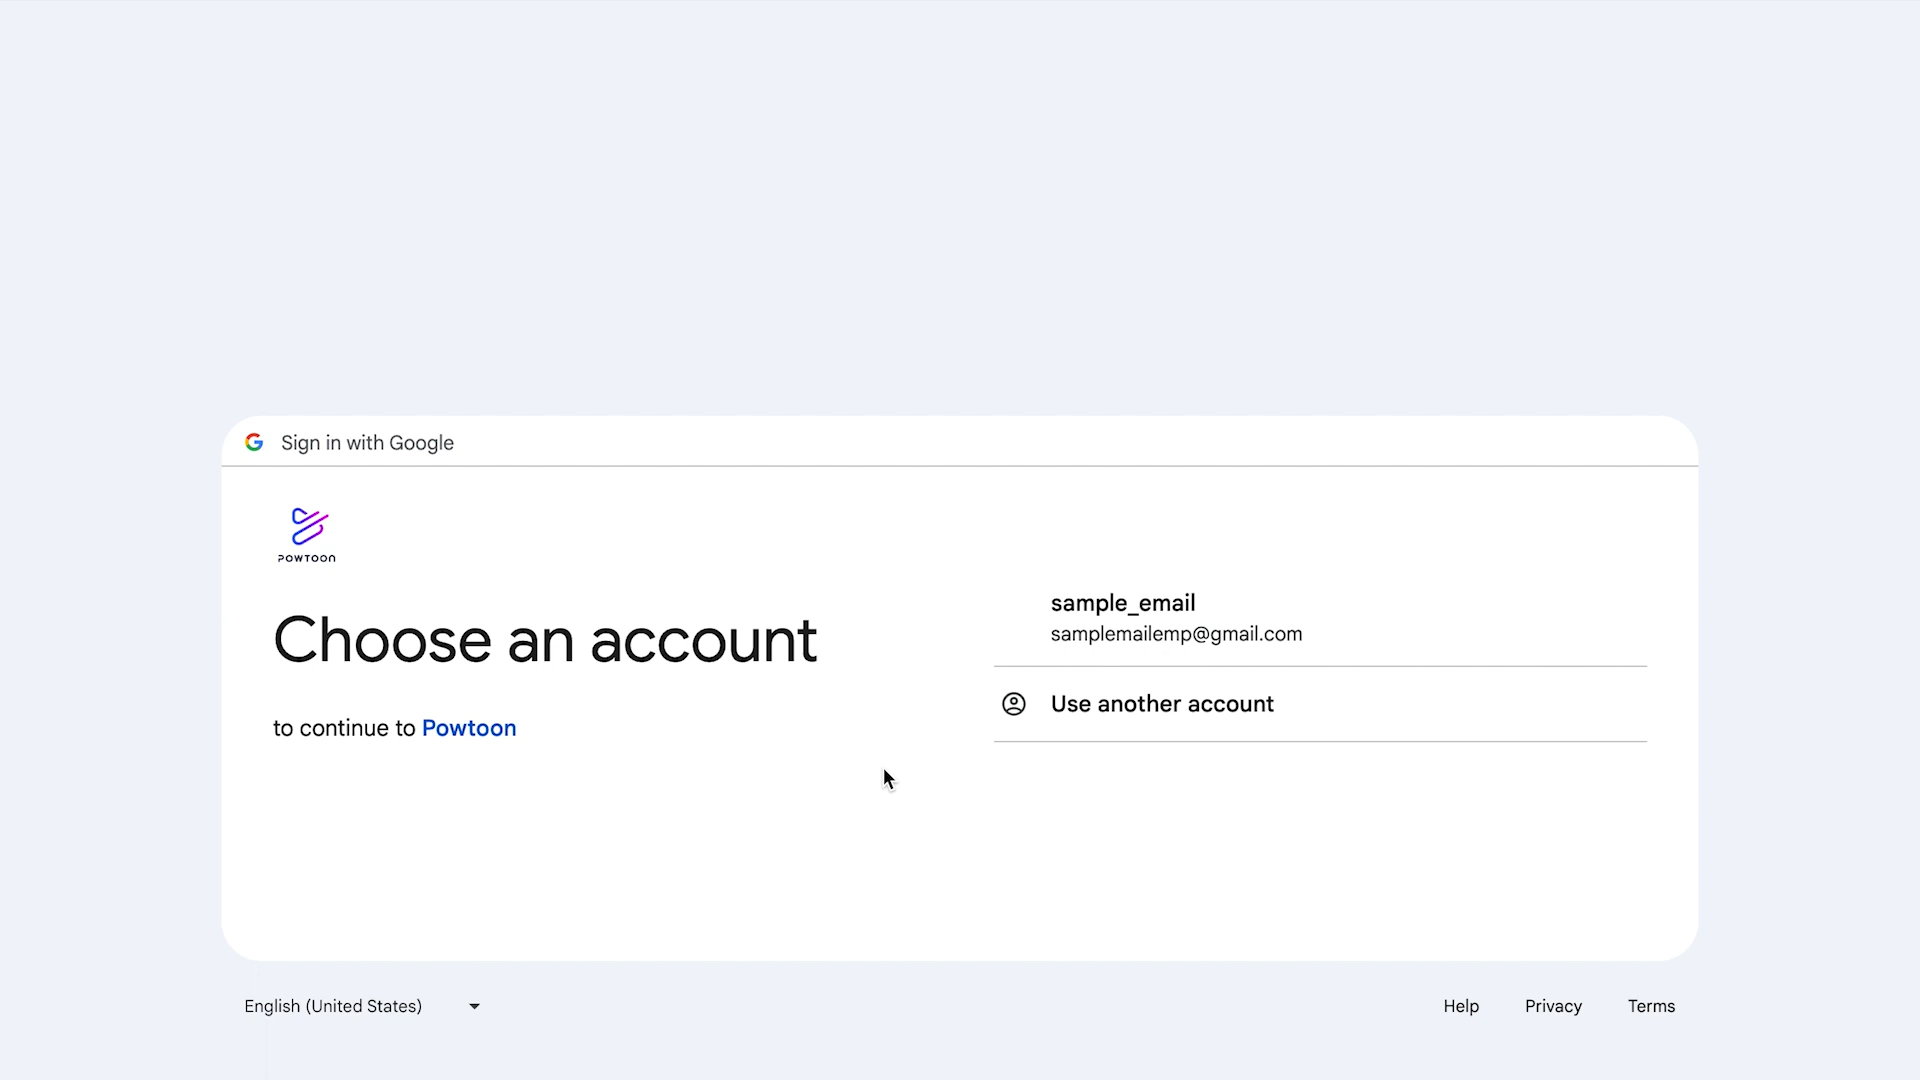 Sign in with Google
POWTOON
Choose an account
to continue to Powtoon
sample_email
samplemailemp@gmail.com
Use another account
English (United States)
Help Privacy Terms